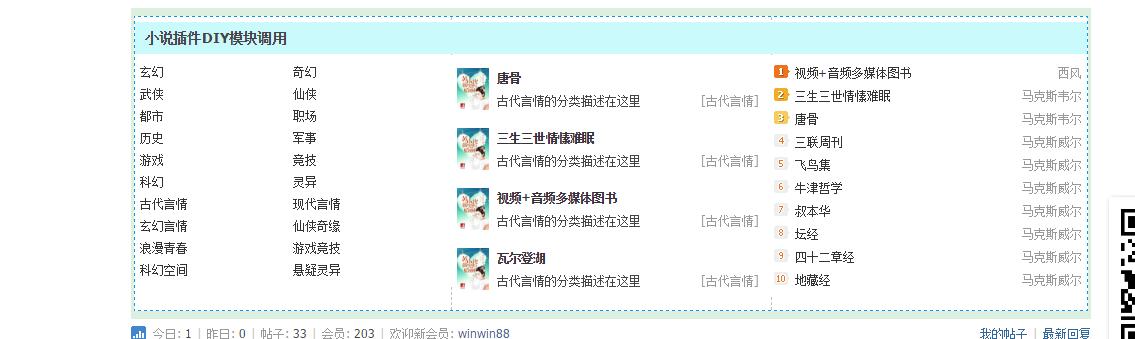 小说插件DIY模块调用
玄幻 奇幻
武侠 仙侠
都市 职场
历史 军事
游戏 竞技
科幻 灵异
古代言情 现代言情
玄幻言情 仙侠奇缘
浪漫青春 游戏竞技
科幻空间 悬疑灵异
唐骨
古代言情的分类描述在这里 [古代言情]
三生三世情愫难眠
古代言情的分类描述在这里 [古代言情]
视频+音频多媒体图书
古代言情的分类描述在这里 [古代言情]
瓦尔登湖
古代言情的分类描述在这里 [古代言情]
1 视频+音频多媒体图书 西风
2 三生三世情愫难眠 马克斯韦尔
3 唐骨 马克斯韦尔
4 三联周刊 马克斯威尔
5 飞鸟集 马克斯威尔
6 牛津哲学 马克斯威尔
7 叔本华 马克斯威尔
8 坛经 马克斯威尔
9 四十二章经 马克斯威尔
10 地藏经 马克斯威尔
今日: 1 | 昨日: 0 | 帖子: 33 | 会员: 203 | 欢迎新会员: winwin88
我的帖子 | 最新回复